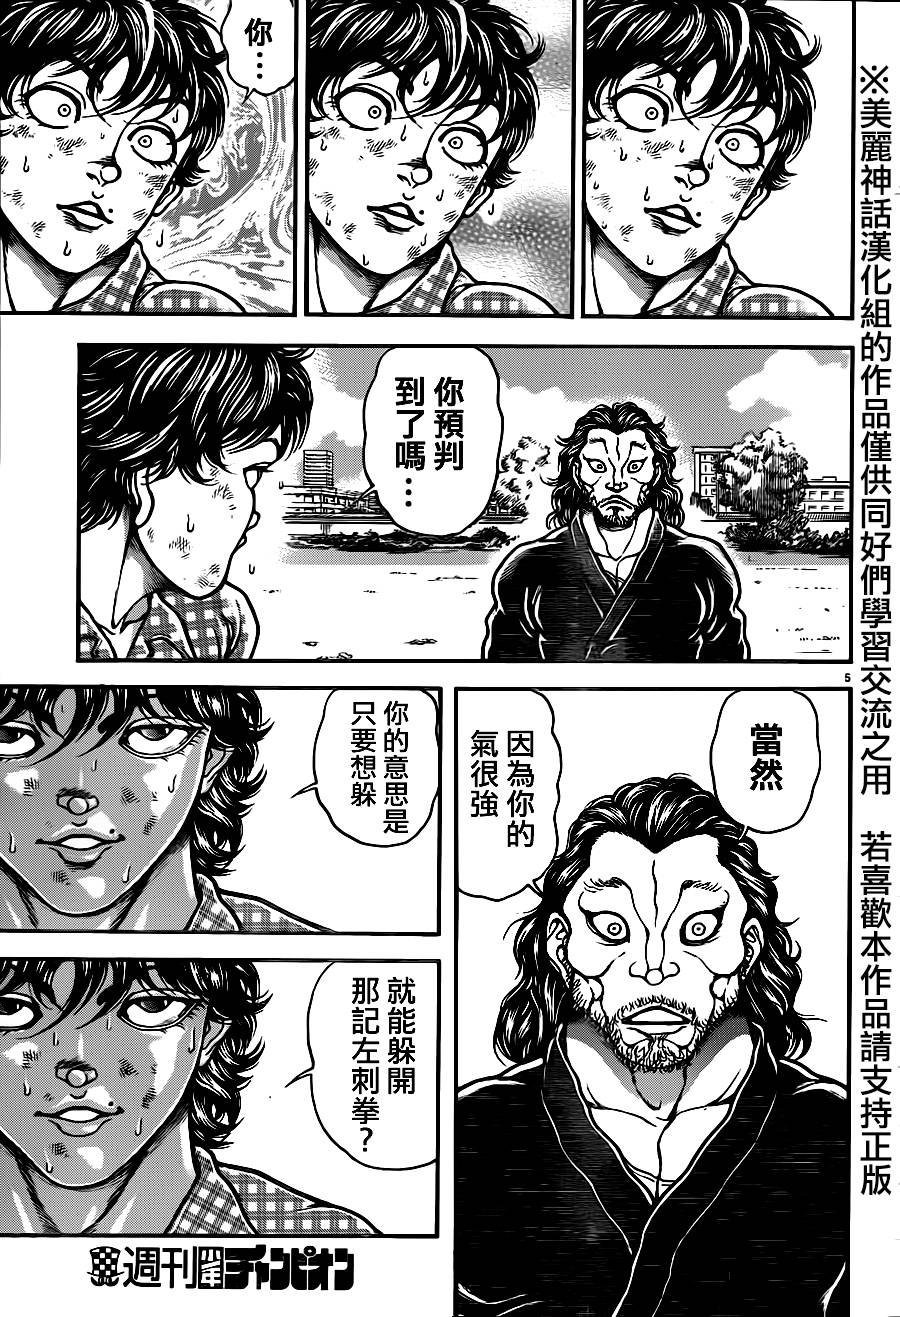 你…
你預判
到了嗎…
5
當然
因為你的
氣很強
你的意思是
只要想躲
就能躲開
那記左刺拳?
週刊少年チャンピオン
※美麗神話漢化組的作品僅供同好們學習交流之用 若喜歡本作品請支持正版